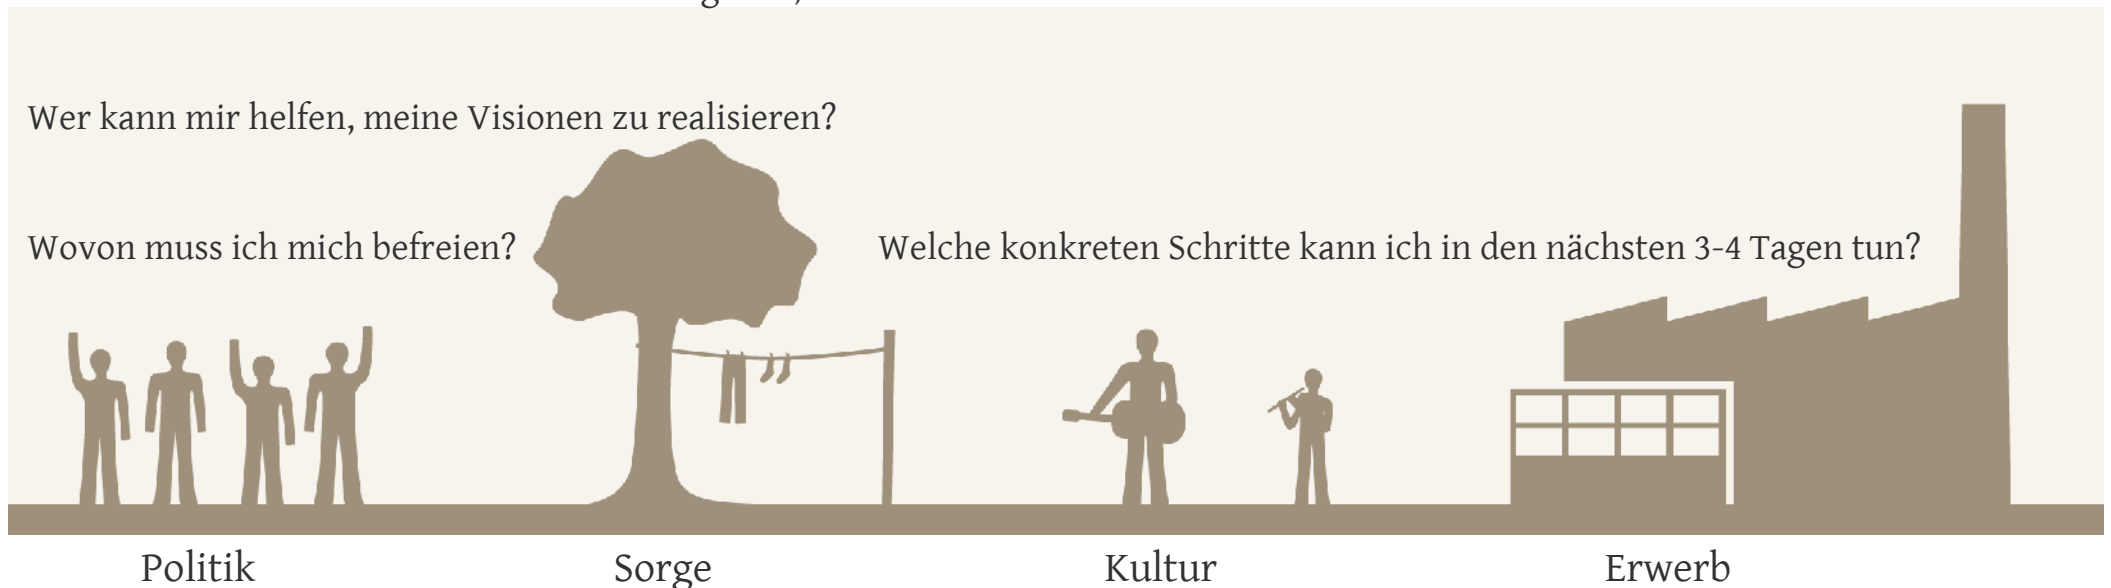 Wer kann mir helfen, meine Visionen zu realisieren?
Wovon muss ich mich befreien?
Welche konkreten Schritte kann ich in den nächsten 3-4 Tagen tun?
Politik
Sorge
Kultur
Erwerb